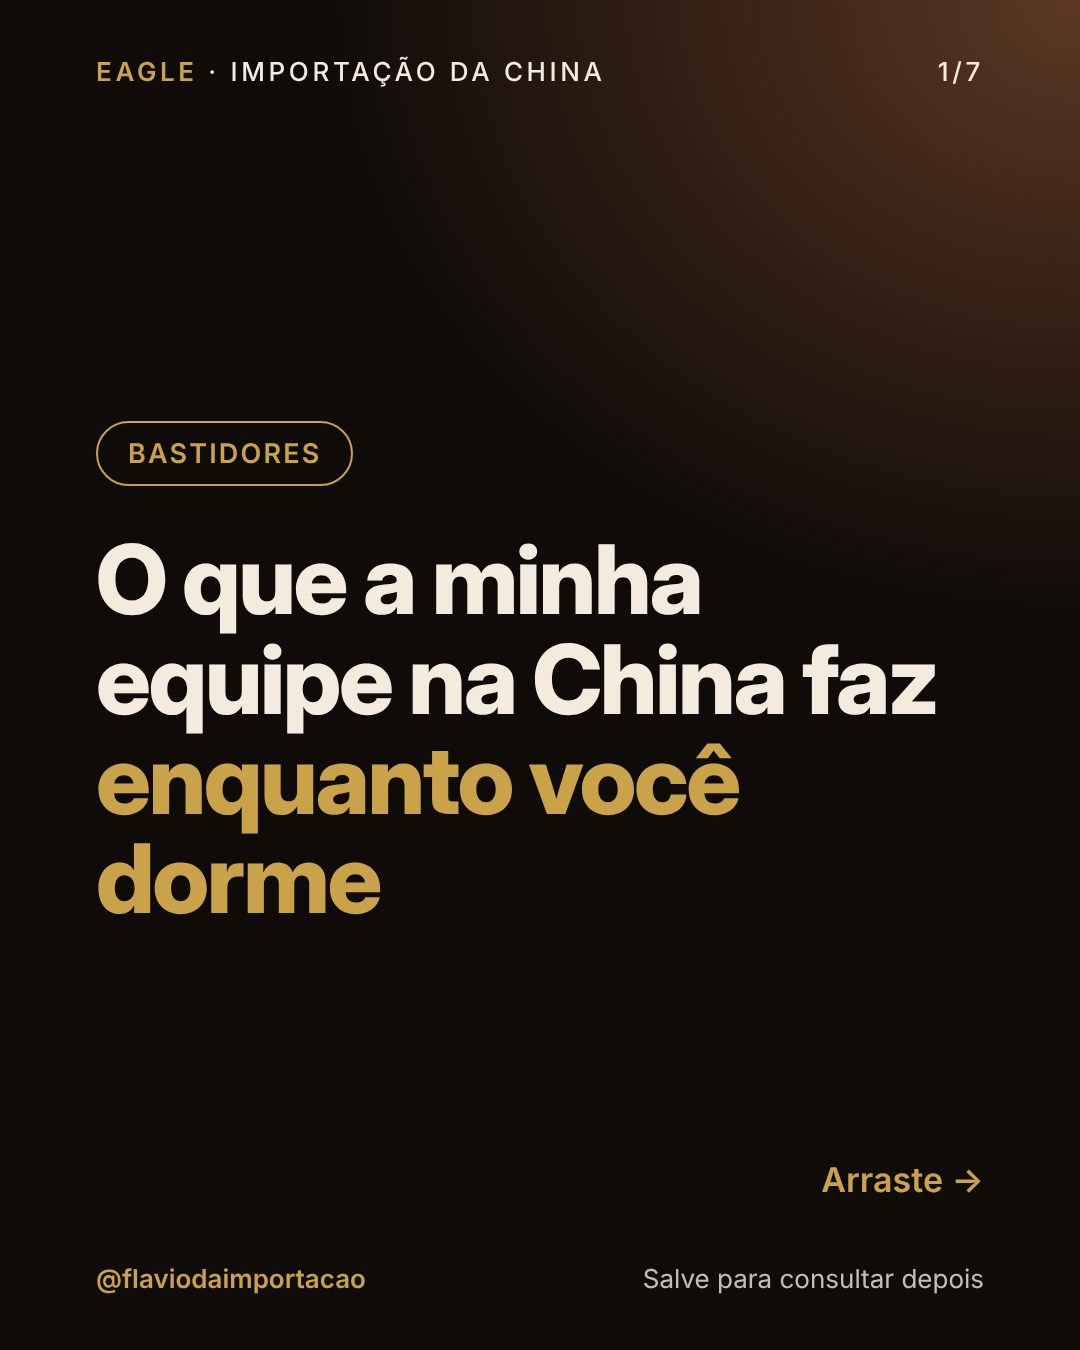 EAGLE · IMPORTAÇÃO DA CHINA
1/7
BASTIDORES
O que a minha
equipe na China faz
enquanto você
dorme
Arraste →
@flaviodaimportacao
Salve para consultar depois